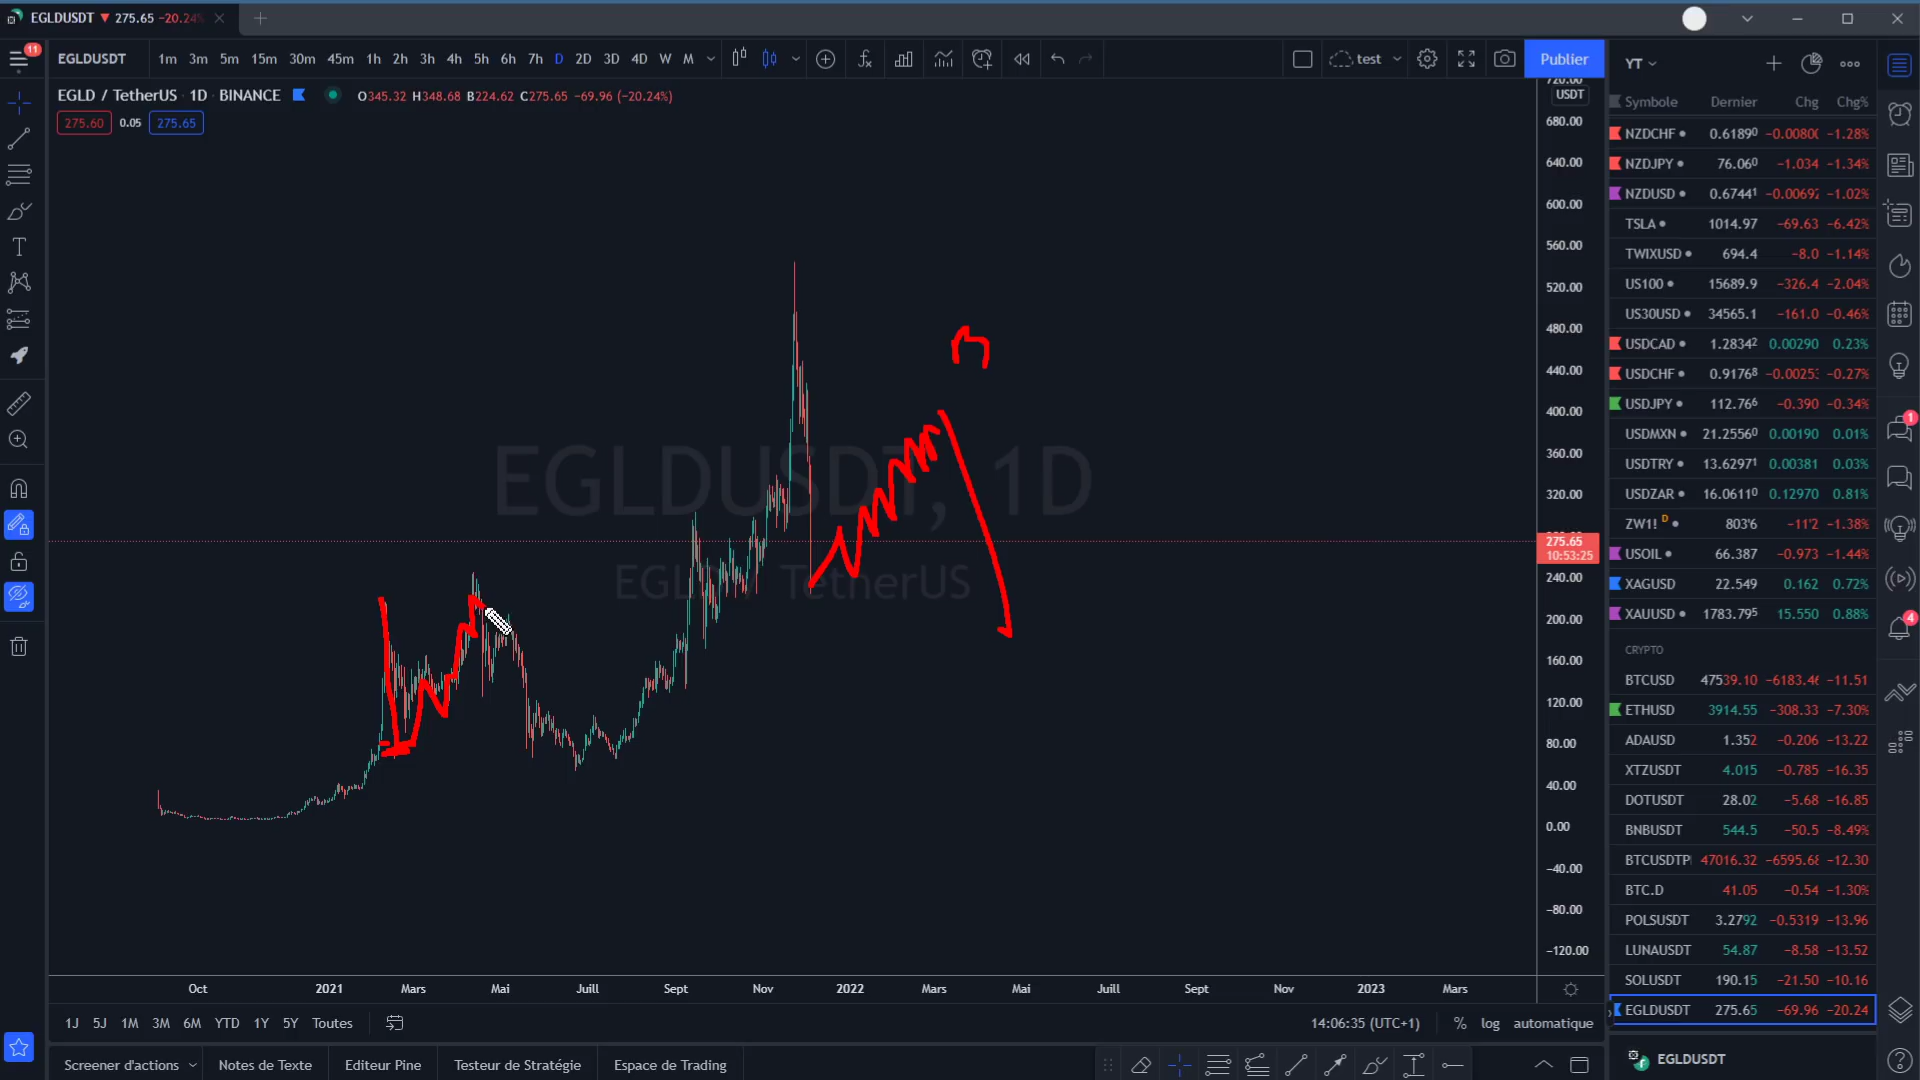 EGLDUSDT ▼ 275.65 −20.24%
11
EGLDUSDT 1m 3m 5m 15m 30m 45m 1h 2h 3h 4h 5h 6h 7h D 2D 3D 4D W M test Publier YT
EGLD / TetherUS · 1D · BINANCE O345.32 H348.68 B224.62 C275.65 −69.96 (−20.24%)
275.60 0.05 275.65
720.00
USDT
680.00
640.00
600.00
560.00
520.00
480.00
440.00
400.00
360.00
320.00
275.65
10:53:25
240.00
200.00
160.00
120.00
80.00
40.00
0.00
−40.00
−80.00
−120.00
EGLDUSDT, 1D
EGLD / TetherUS
Oct 2021 Mars Mai Juill Sept Nov 2022 Mars Mai Juill Sept Nov 2023 Mars
1J 5J 1M 3M 6M YTD 1Y 5Y Toutes 14:06:35 (UTC+1) % log automatique
Screener d'actions Notes de Texte Editeur Pine Testeur de Stratégie Espace de Trading
Symbole Dernier Chg Chg%
NZDCHF 0.61890 −0.00800 −1.28%
NZDJPY 76.060 −1.034 −1.34%
NZDUSD 0.67441 −0.00692 −1.02%
TSLA 1014.97 −69.63 −6.42%
TWIXUSD 694.4 −8.0 −1.14%
US100 15689.9 −326.4 −2.04%
US30USD 34565.1 −161.0 −0.46%
USDCAD 1.28342 0.00290 0.23%
USDCHF 0.91768 −0.00253 −0.27%
USDJPY 112.766 −0.390 −0.34%
USDMXN 21.25560 0.00190 0.01%
USDTRY 13.62971 0.00381 0.03%
USDZAR 16.06110 0.12970 0.81%
ZW1! D 803'6 −11'2 −1.38%
USOIL 66.387 −0.973 −1.44%
XAGUSD 22.549 0.162 0.72%
XAUUSD 1783.795 15.550 0.88%
CRYPTO
BTCUSD 47539.10 −6183.46 −11.51
ETHUSD 3914.55 −308.33 −7.30%
ADAUSD 1.352 −0.206 −13.22
XTZUSDT 4.015 −0.785 −16.35
DOTUSDT 28.02 −5.68 −16.85
BNBUSDT 544.5 −50.5 −8.49%
BTCUSDTP 47016.32 −6595.68 −12.30
BTC.D 41.05 −0.54 −1.30%
POLSUSDT 3.2792 −0.5319 −13.96
LUNAUSDT 54.87 −8.58 −13.52
SOLUSDT 190.15 −21.50 −10.16
EGLDUSDT 275.65 −69.96 −20.24
EGLDUSDT
1
4